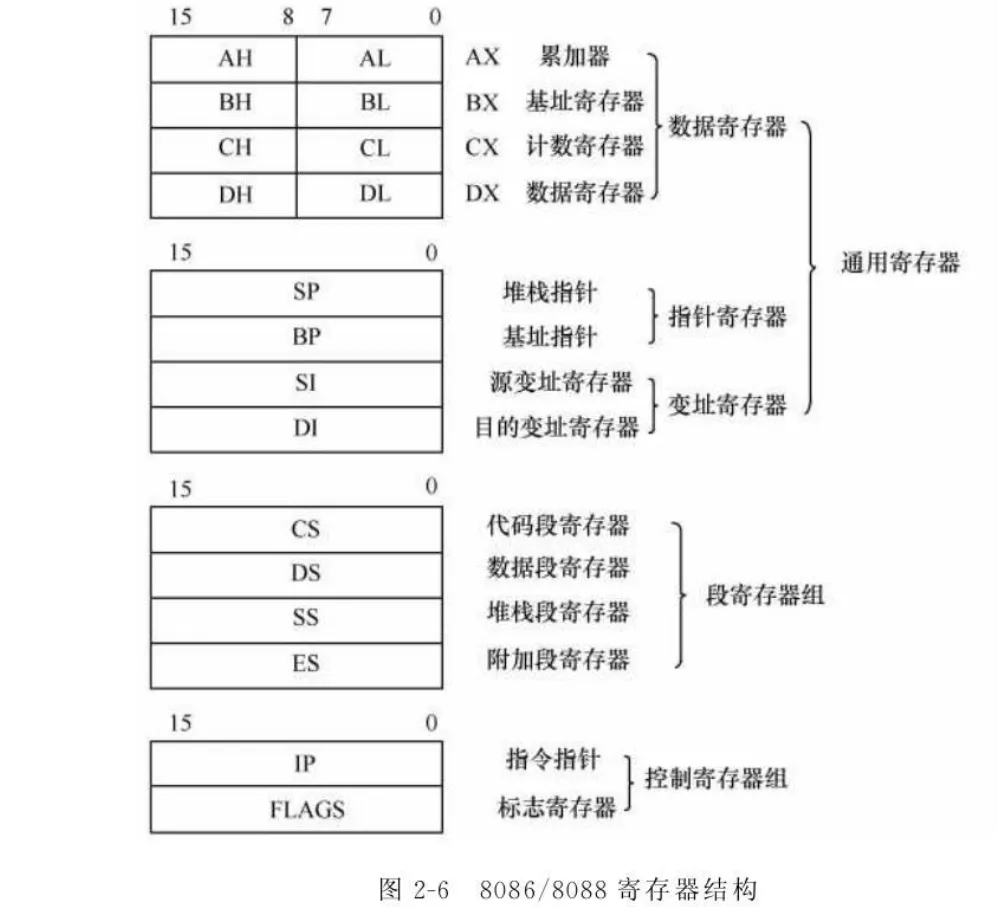 15 8 7 0
AH AL AX 累加器
BH BL BX 基址寄存器
数据寄存器
CH CL CX 计数寄存器
DH DL DX 数据寄存器
15 0
通用寄存器
SP 堆栈指针
指针寄存器
BP 基址指针
SI 源变址寄存器
变址寄存器
DI 目的变址寄存器
15 0
CS 代码段寄存器
DS 数据段寄存器
段寄存器组
SS 堆栈段寄存器
ES 附加段寄存器
15 0
IP 指令指针
控制寄存器组
FLAGS 标志寄存器
图 2-6 8086/8088 寄存器结构